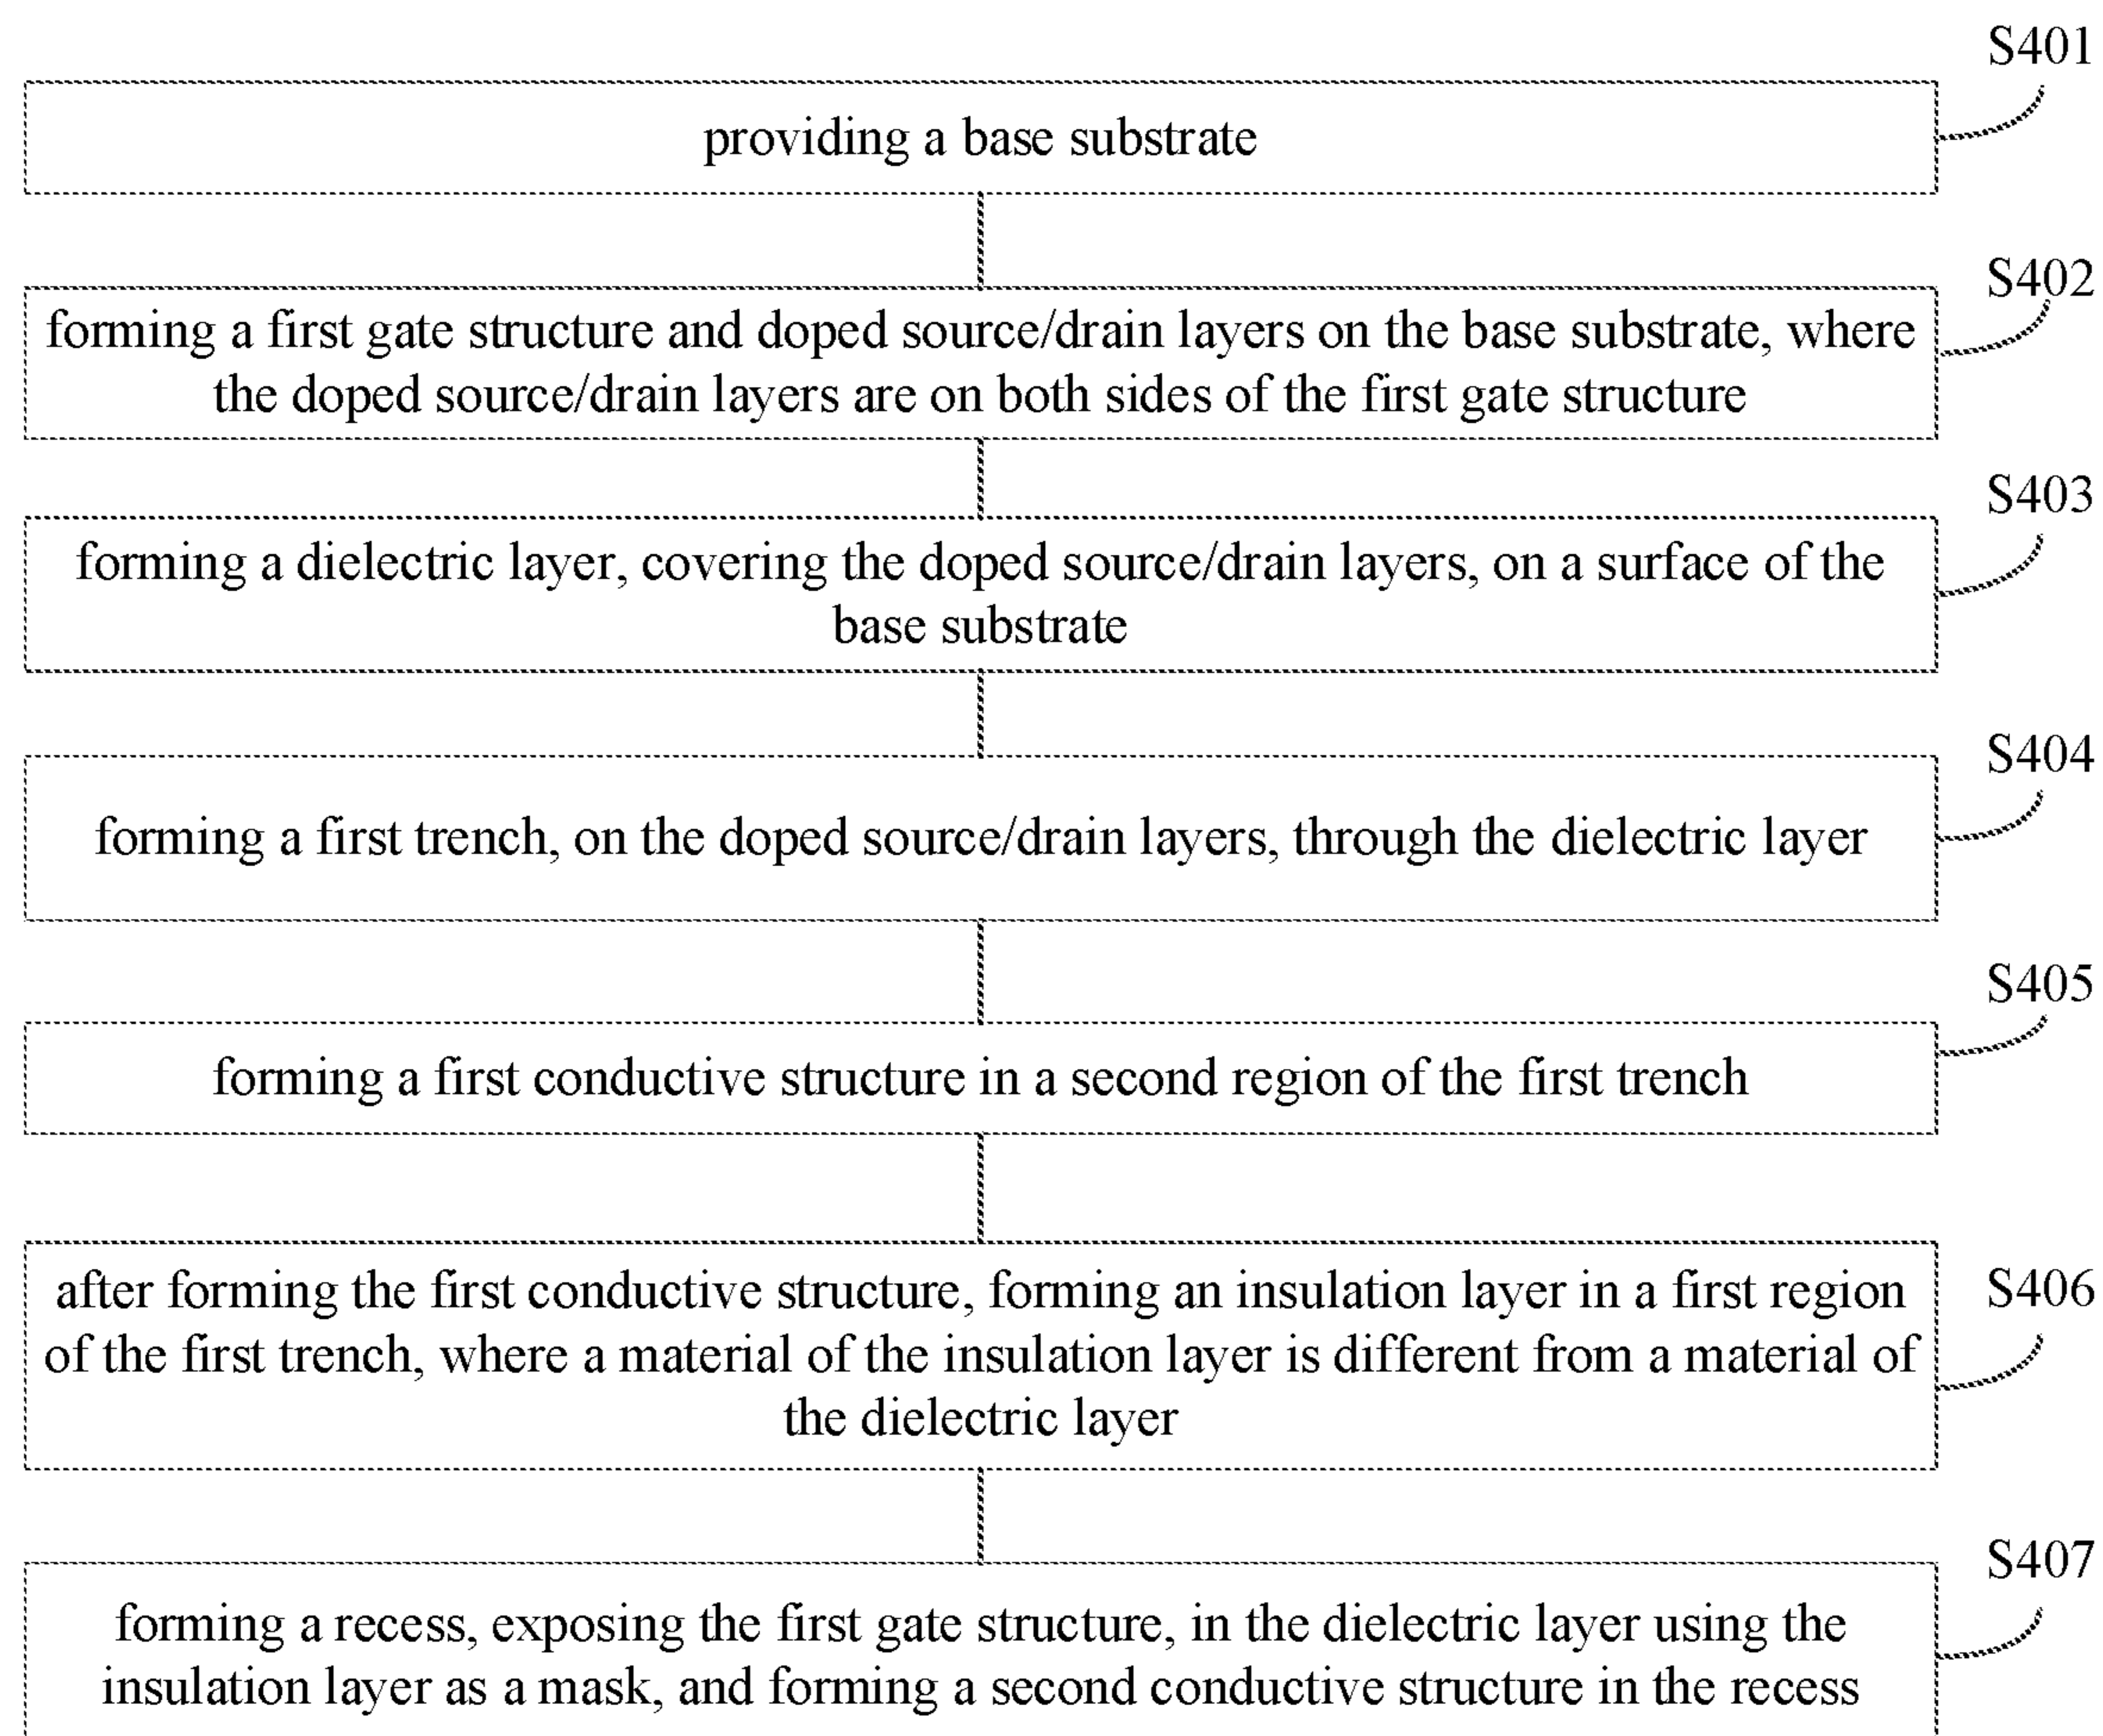 S401
providing a base substrate
S402
forming a first gate structure and doped source/drain layers on the base substrate, where
the doped source/drain layers are on both sides of the first gate structure
S403
forming a dielectric layer, covering the doped source/drain layers, on a surface of the
base substrate
S404
forming a first trench, on the doped source/drain layers, through the dielectric layer
S405
forming a first conductive structure in a second region of the first trench
S406
after forming the first conductive structure, forming an insulation layer in a first region
of the first trench, where a material of the insulation layer is different from a material of
the dielectric layer
S407
forming a recess, exposing the first gate structure, in the dielectric layer using the
insulation layer as a mask, and forming a second conductive structure in the recess